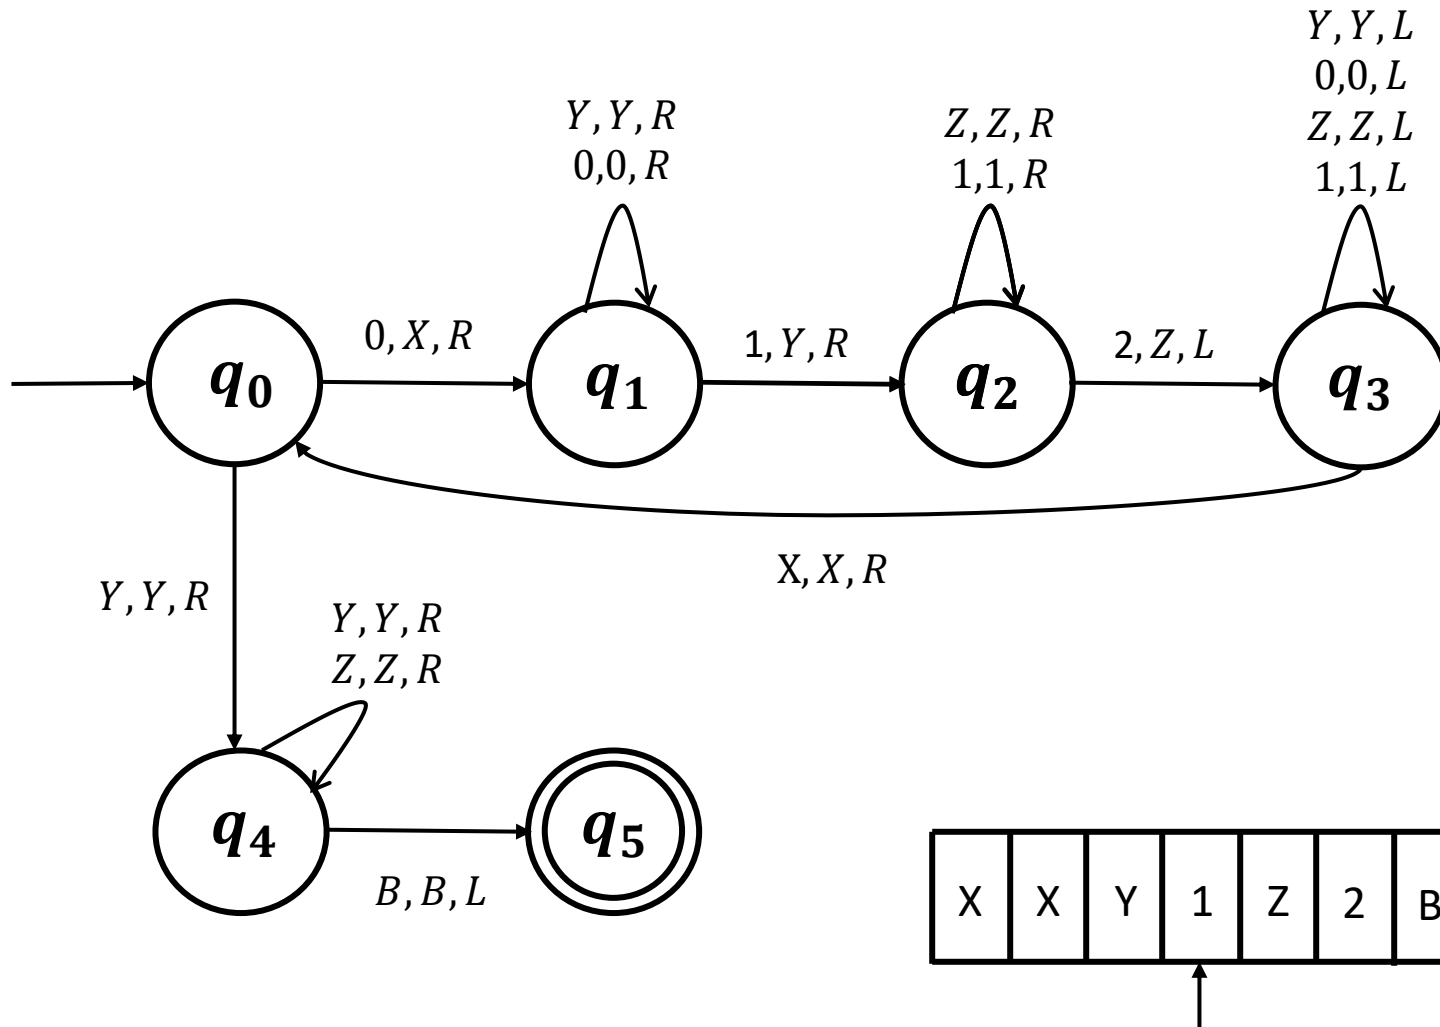 Y, Y, L
0,0, L
Z, Z, L
1,1, L
Y, Y, R
0,0, R
Z, Z, R
1,1, R
0, X, R
1, Y, R
2, Z, L
q0
q1
q2
q3
X, X, R
Y, Y, R
Y, Y, R
Z, Z, R
q4
q5
B, B, L
X X Y 1 Z 2 B